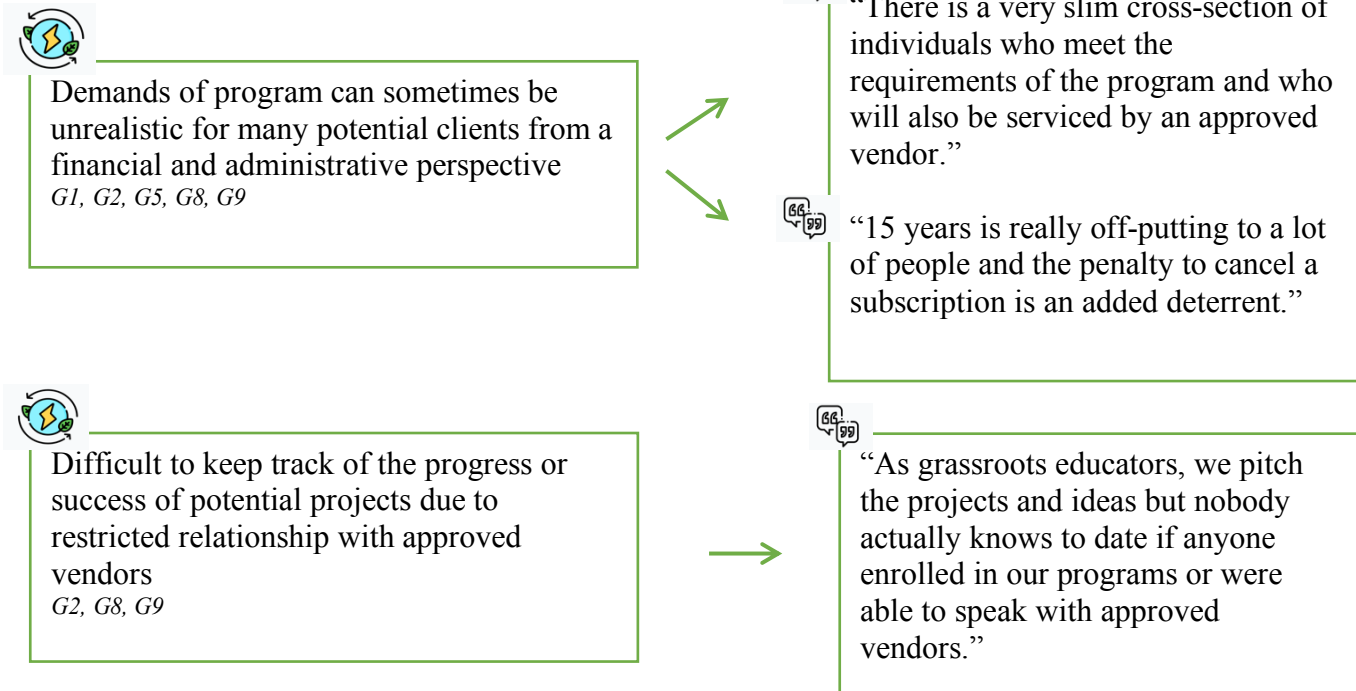 Demands of program can sometimes be
unrealistic for many potential clients from a
financial and administrative perspective
G1, G2, G5, G8, G9
“There is a very slim cross-section of
individuals who meet the
requirements of the program and who
will also be serviced by an approved
vendor.”
“15 years is really off-putting to a lot
of people and the penalty to cancel a
subscription is an added deterrent.”
Difficult to keep track of the progress or
success of potential projects due to
restricted relationship with approved
vendors
G2, G8, G9
“As grassroots educators, we pitch
the projects and ideas but nobody
actually knows to date if anyone
enrolled in our programs or were
able to speak with approved
vendors.”